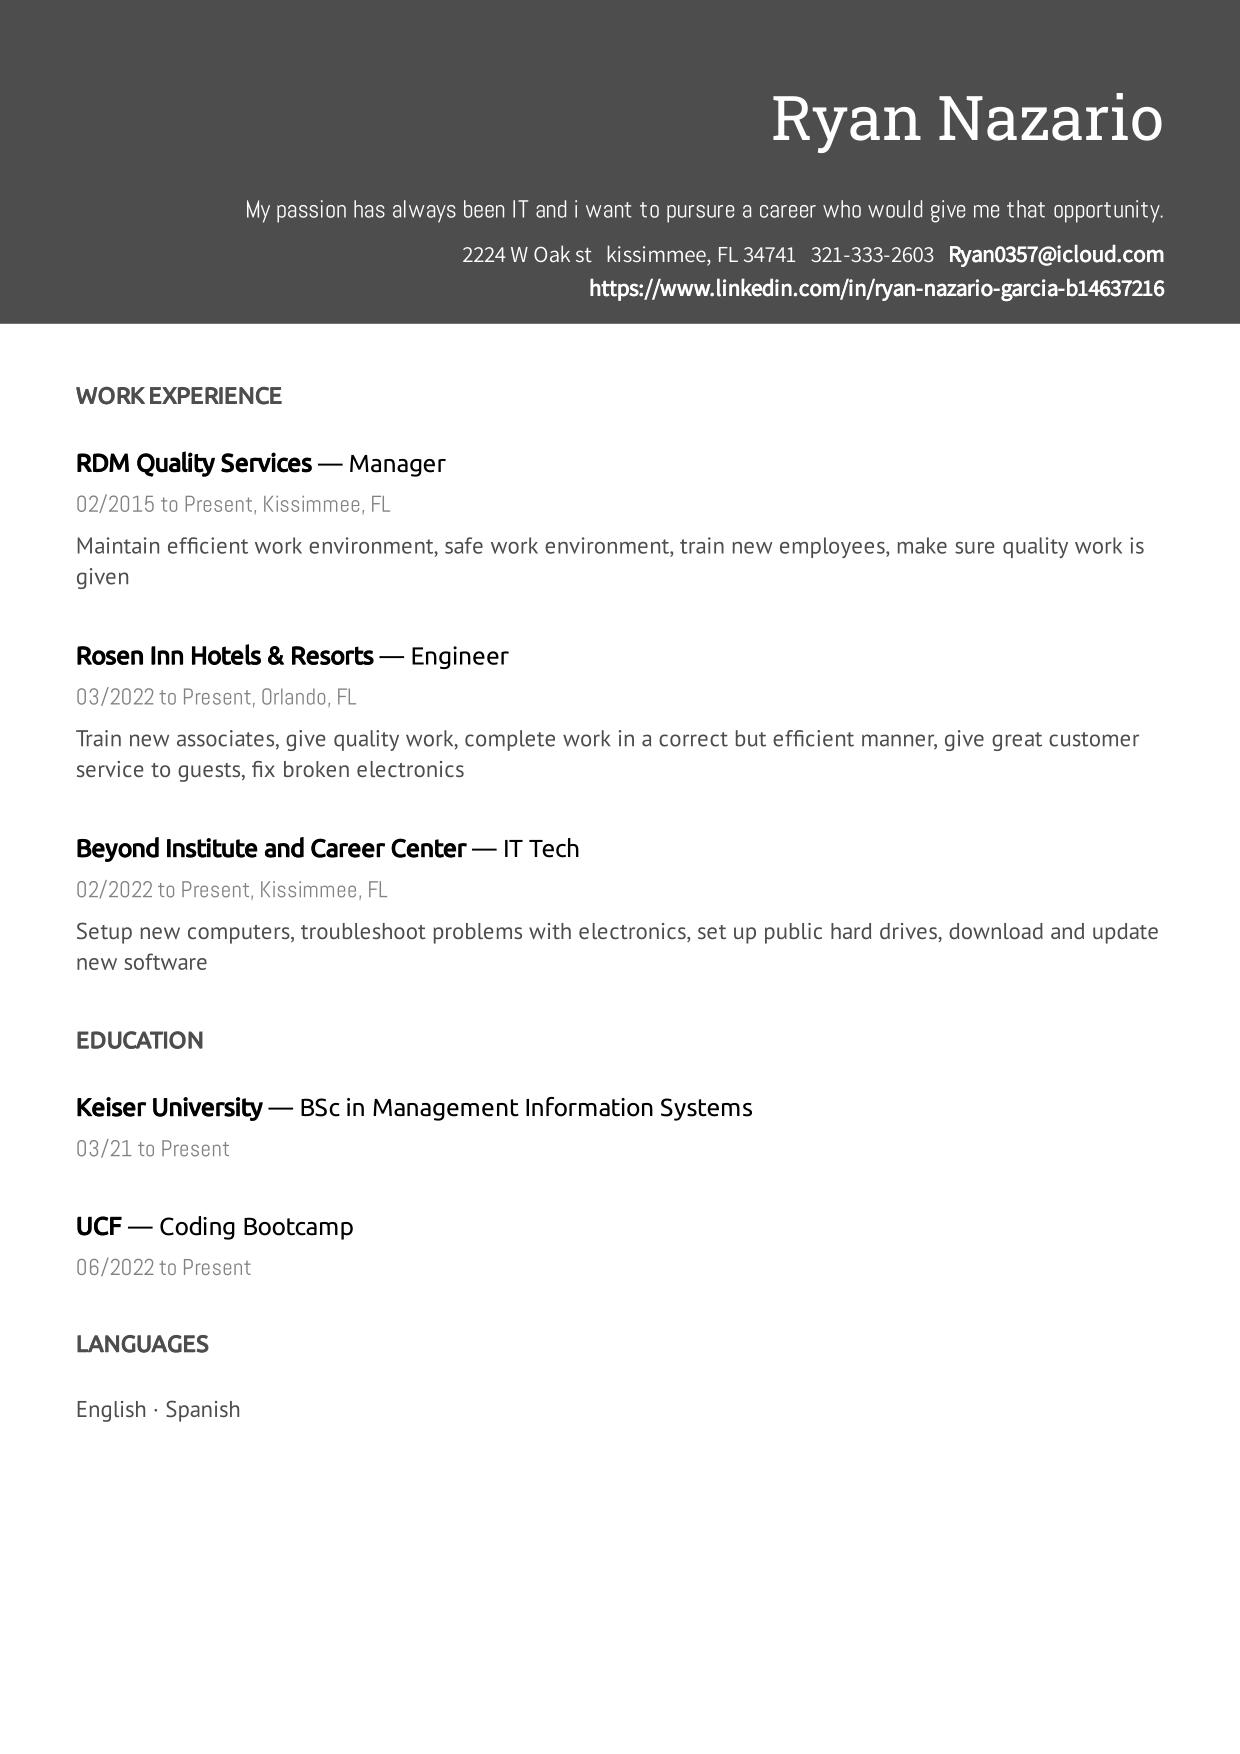 Ryan Nazario
My passion has always been IT and i want to pursure a career who would give me that opportunity.
2224 W Oak st kissimmee, FL 34741 321-333-2603 Ryan0357@icloud.com
https://www.linkedin.com/in/ryan-nazario-garcia-b14637216
WORK EXPERIENCE
RDM Quality Services — Manager
02/2015 to Present, Kissimmee, FL
Maintain efficient work environment, safe work environment, train new employees, make sure quality work is
given
Rosen Inn Hotels & Resorts — Engineer
03/2022 to Present, Orlando, FL
Train new associates, give quality work, complete work in a correct but efficient manner, give great customer
service to guests, fix broken electronics
Beyond Institute and Career Center — IT Tech
02/2022 to Present, Kissimmee, FL
Setup new computers, troubleshoot problems with electronics, set up public hard drives, download and update
new software
EDUCATION
Keiser University — BSc in Management Information Systems
03/21 to Present
UCF — Coding Bootcamp
06/2022 to Present
LANGUAGES
English · Spanish